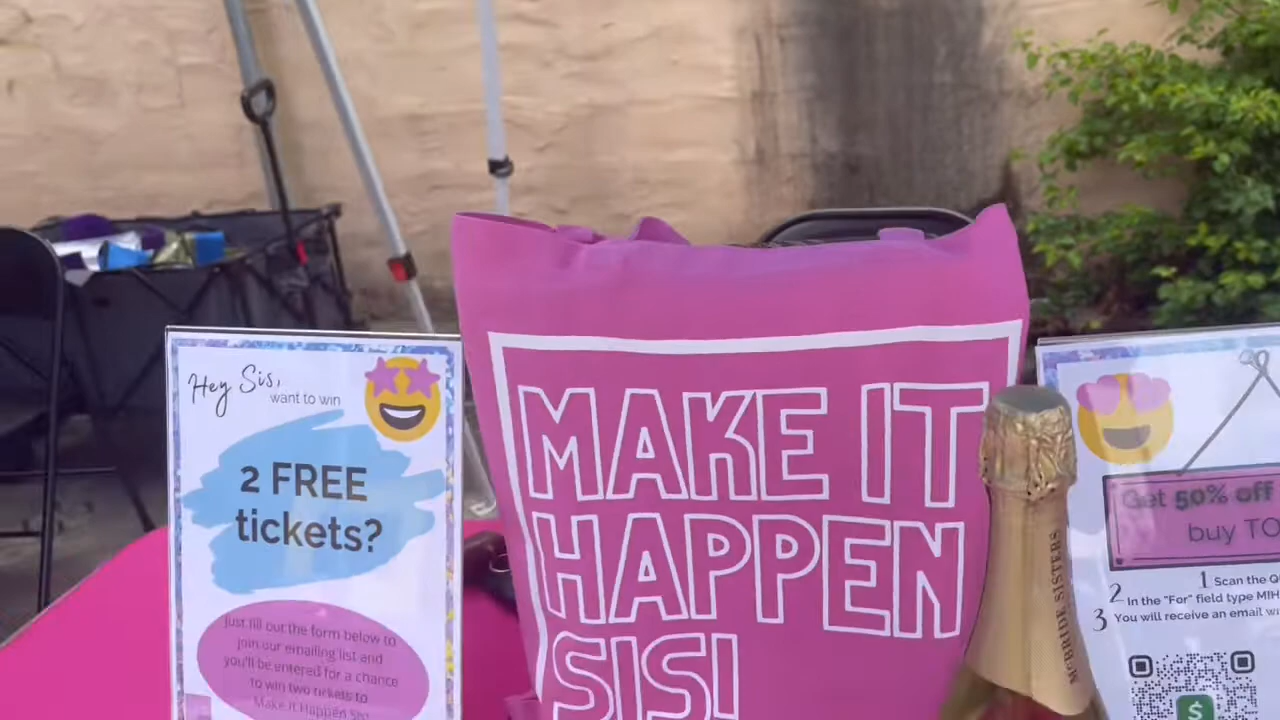 Hey Sis,
want to win
2 FREE
tickets?
Just fill out the form below to
join our emailing list and
you'll be entered for a chance
to win two tickets to
Make It Happen Sis!
MAKE IT
HAPPEN
SIS!
McBRIDE SISTERS
Get 50% off
buy TO
1 Scan the Q
2 In the "For" field type MIH
3 You will receive an email wi
$